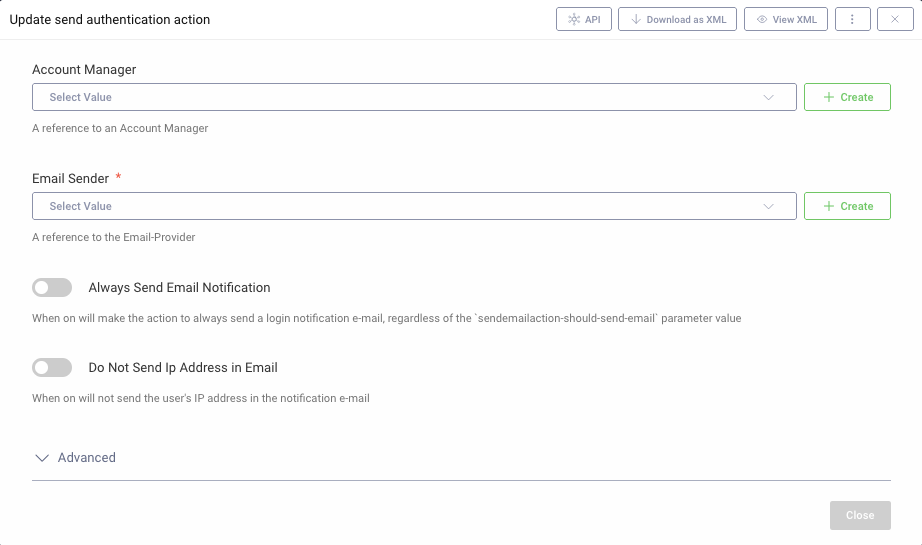 Update send authentication action
API
Download as XML
View XML
Account Manager
Select Value
Create
A reference to an Account Manager
Email Sender *
Select Value
Create
A reference to the Email-Provider
Always Send Email Notification
When on will make the action to always send a login notification e-mail, regardless of the `sendemailaction-should-send-email` parameter value
Do Not Send Ip Address in Email
When on will not send the user's IP address in the notification e-mail
Advanced
Close